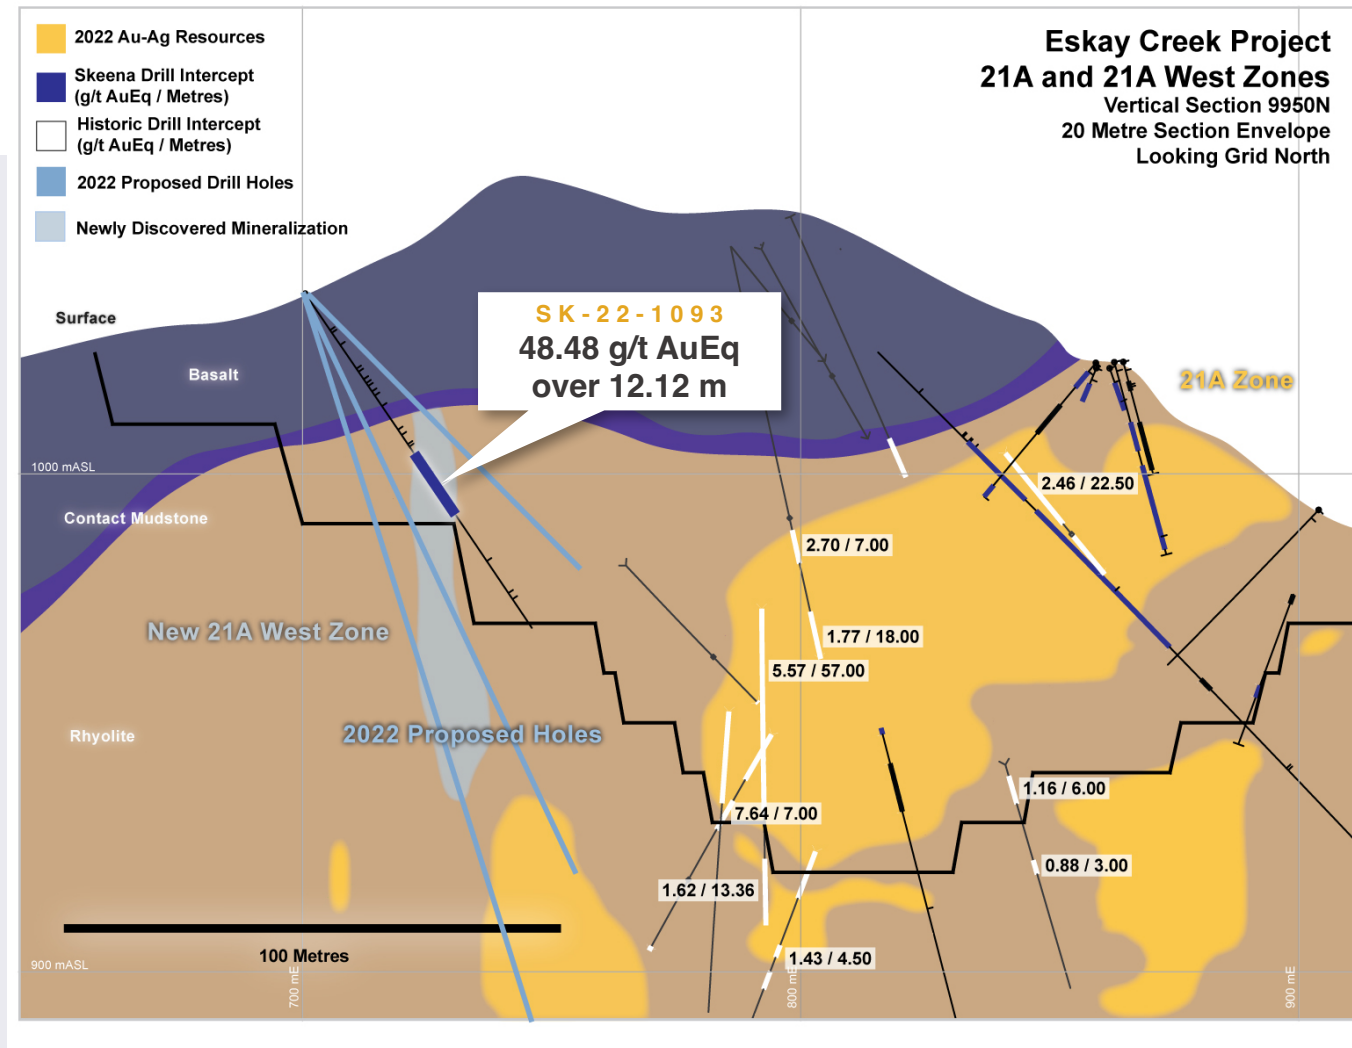 2022 Au-Ag Resources
Skeena Drill Intercept
(g/t AuEq / Metres)
Historic Drill Intercept
(g/t AuEq / Metres)
2022 Proposed Drill Holes
Newly Discovered Mineralization
Eskay Creek Project
21A and 21A West Zones
Vertical Section 9950N
20 Metre Section Envelope
Looking Grid North
Surface
Basalt
SK-22-1093
48.48 g/t AuEq
over 12.12 m
21A Zone
1000 mASL
2.46 / 22.50
Contact Mudstone
2.70 / 7.00
New 21A West Zone
1.77 / 18.00
5.57 / 57.00
2022 Proposed Holes
Rhyolite
1.16 / 6.00
7.64 / 7.00
0.88 / 3.00
1.62 / 13.36
100 Metres
1.43 / 4.50
900 mASL
700 mE
800 mE
900 mE